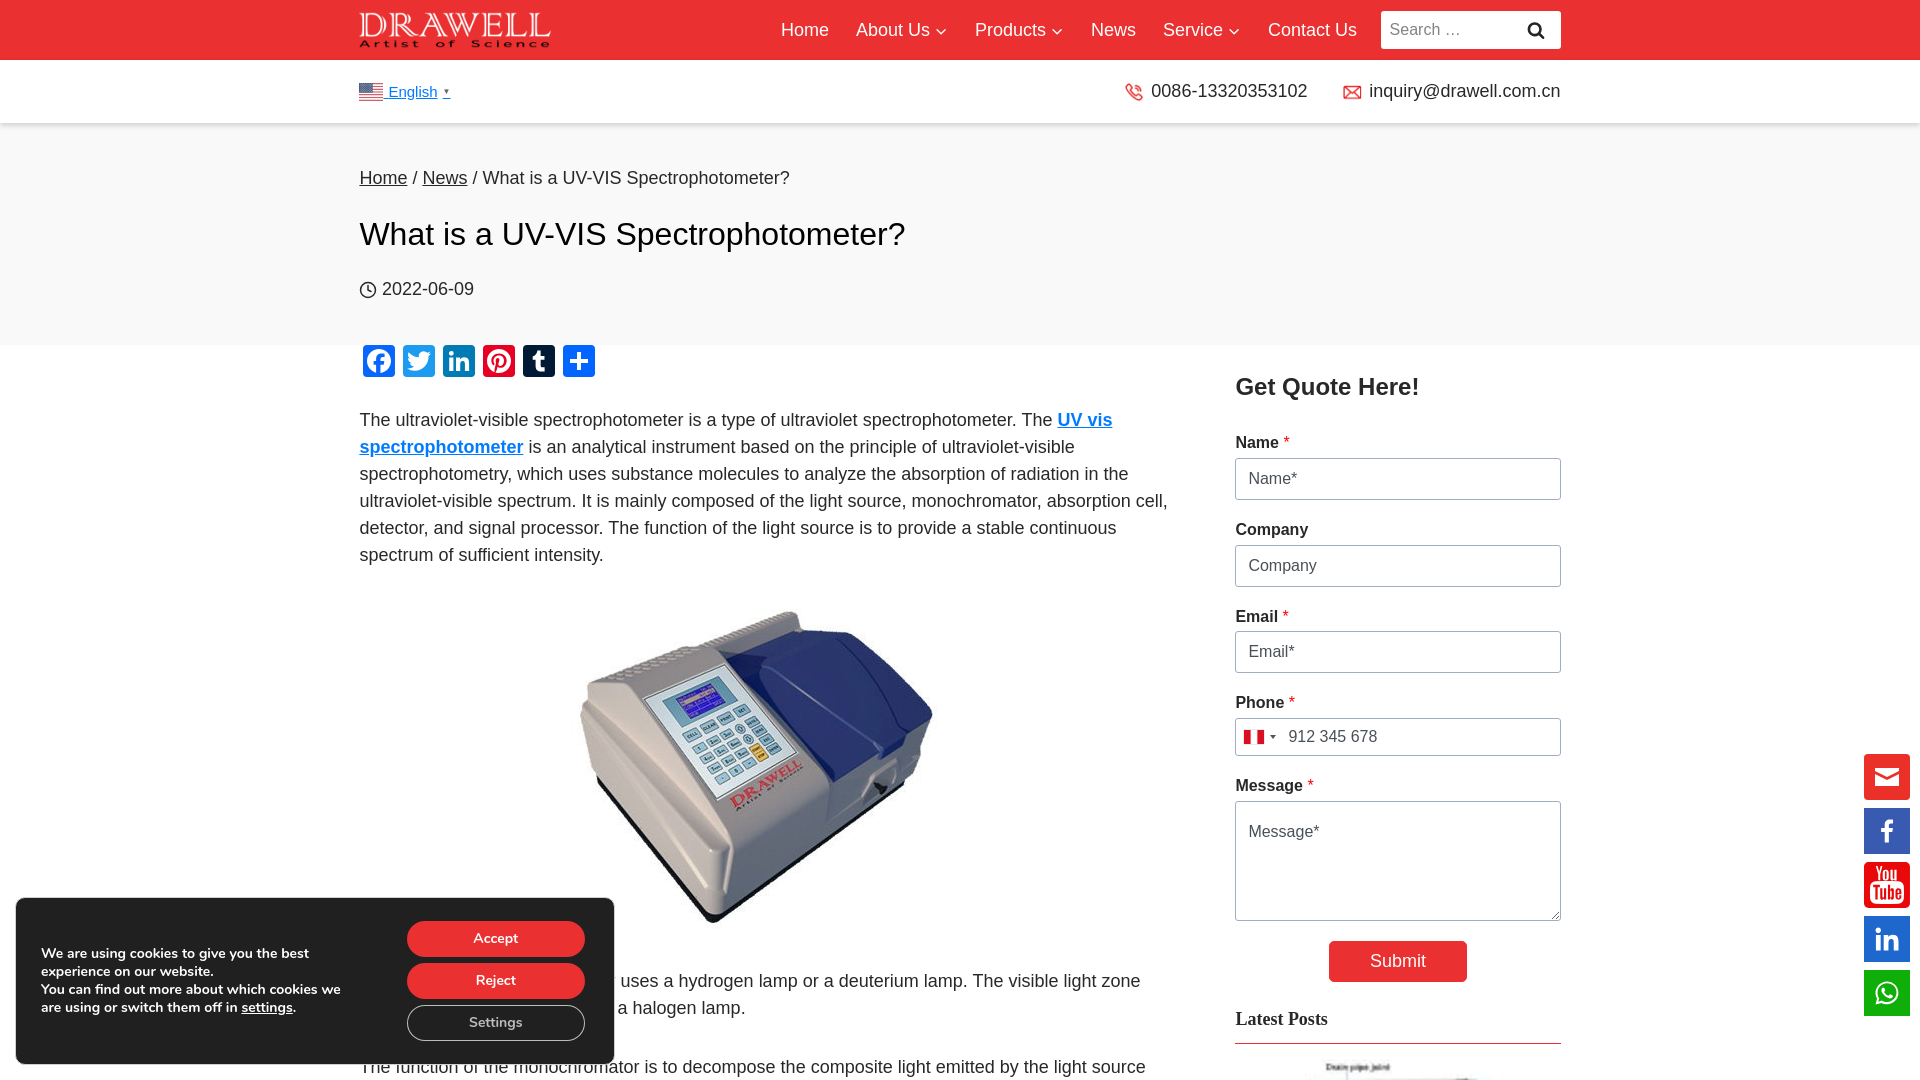 DRAWELL
Artist of Science
Home
About Us
Products
News
Service
Contact Us
Search …
English ▼
0086-13320353102
inquiry@drawell.com.cn
Home / News / What is a UV-VIS Spectrophotometer?
What is a UV-VIS Spectrophotometer?
2022-06-09
The ultraviolet-visible spectrophotometer is a type of ultraviolet spectrophotometer. The UV vis
spectrophotometer is an analytical instrument based on the principle of ultraviolet-visible
spectrophotometry, which uses substance molecules to analyze the absorption of radiation in the
ultraviolet-visible spectrum. It is mainly composed of the light source, monochromator, absorption cell,
detector, and signal processor. The function of the light source is to provide a stable continuous
spectrum of sufficient intensity.
DRAWELL
Artist of Science
uses a hydrogen lamp or a deuterium lamp. The visible light zone
a halogen lamp.
The function of the monochromator is to decompose the composite light emitted by the light source
Get Quote Here!
Name *
Name*
Company
Company
Email *
Email*
Phone *
912 345 678
Message *
Message*
Submit
Latest Posts
Drain pipe joint
You
Tube
We are using cookies to give you the best
experience on our website.
You can find out more about which cookies we
are using or switch them off in settings.
Accept
Reject
Settings